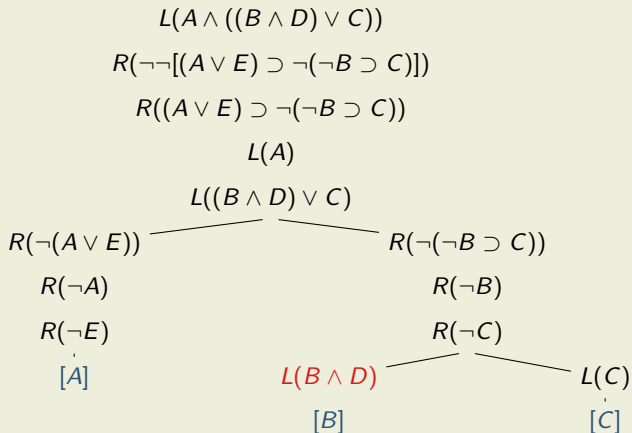 L(A ∧ ((B ∧ D) ∨ C))
R(¬¬[(A ∨ E) ⊃ ¬(¬B ⊃ C)])
R((A ∨ E) ⊃ ¬(¬B ⊃ C))
L(A)
L((B ∧ D) ∨ C)
R(¬(A ∨ E)) R(¬(¬B ⊃ C))
R(¬A) R(¬B)
R(¬E) R(¬C)
[A] L(B ∧ D) L(C)
[B] [C]